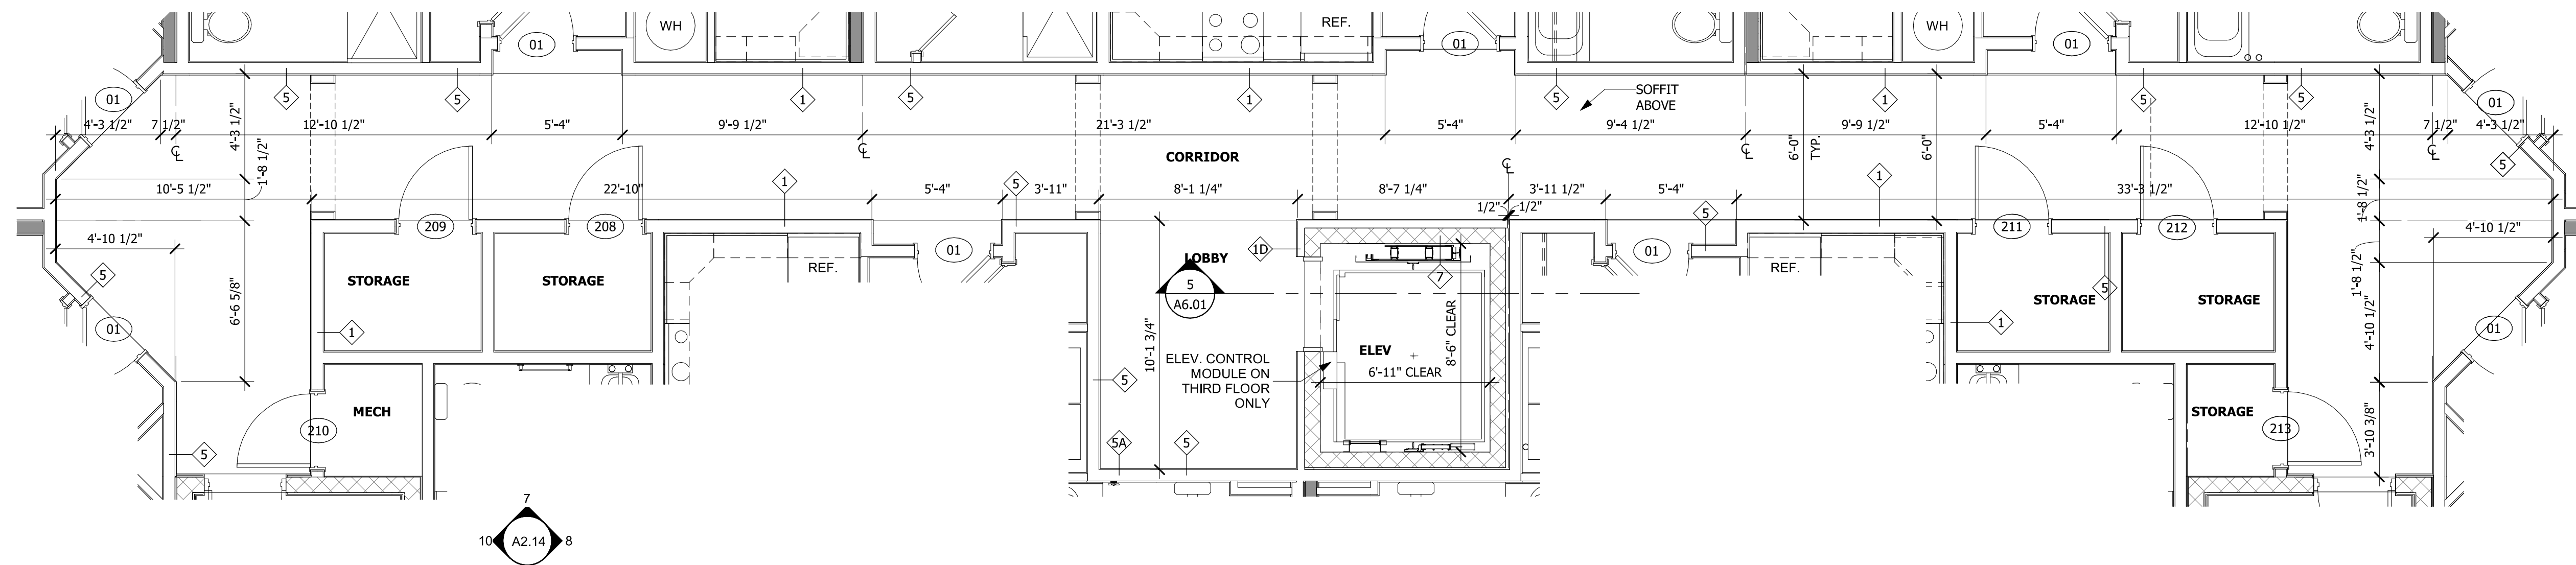 WH
REF.
WH
01
01
01
5
5
1
5
1
5
SOFFIT
ABOVE
1
5
5
01
01
4'-3 1/2"
7 1/2"
12'-10 1/2"
5'-4"
9'-9 1/2"
21'-3 1/2"
5'-4"
9'-4 1/2"
9'-9 1/2"
5'-4"
12'-10 1/2"
7 1/2"
4'-3 1/2"
4'-3 1/2"
1'-8 1/2"
CORRIDOR
6'-0"
TYP.
6'-0"
4'-3 1/2"
5
10'-5 1/2"
22'-10"
1
5'-4"
5
3'-11"
8'-1 1/4"
8'-7 1/4"
3'-11 1/2"
5'-4"
1
33'-3 1/2"
1'-8 1/2"
1/2"
1/2"
209
208
01
5
01
211
212
4'-10 1/2"
4'-10 1/2"
1D
LOBBY
REF.
REF.
5
STORAGE
STORAGE
5
A6.01
7
5
STORAGE
STORAGE
1'-8 1/2"
6'-6 5/8"
01
1
10'-1 3/4"
8'-6" CLEAR
1
4'-10 1/2"
01
ELEV
6'-11" CLEAR
ELEV. CONTROL
MODULE ON
THIRD FLOOR
ONLY
5
MECH
210
STORAGE
213
3'-10 3/8"
5
5A
5
7
10
A2.14
8